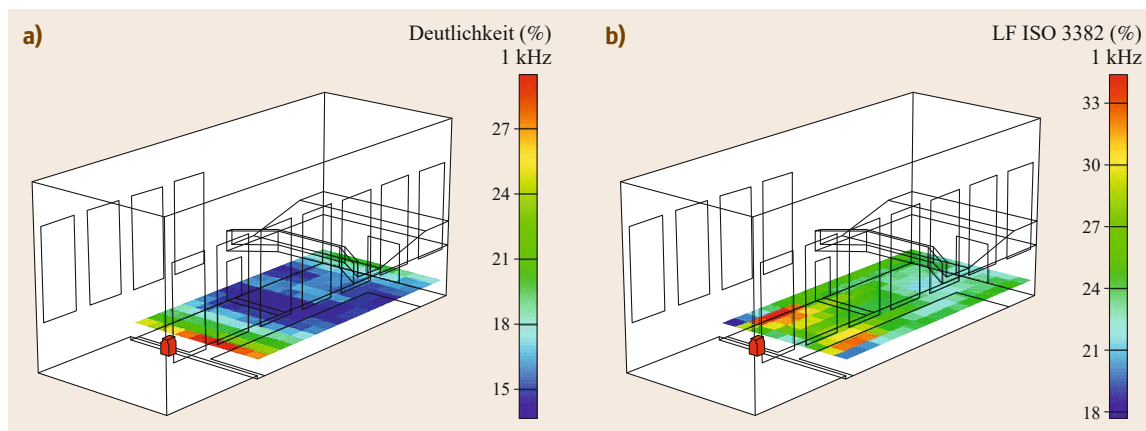 a)
Deutlichkeit (%)
1 kHz
27
24
21
18
15
b)
LF ISO 3382 (%)
1 kHz
33
30
27
24
21
18